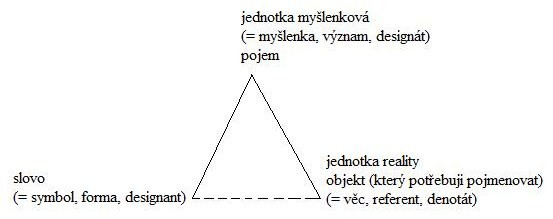 jednotka myšlenková
(= myšlenka, význam, designát)
pojem
slovo
(= symbol, forma, designant)
jednotka reality
objekt (který potřebuji pojmenovat)
(= věc, referent, denotát)